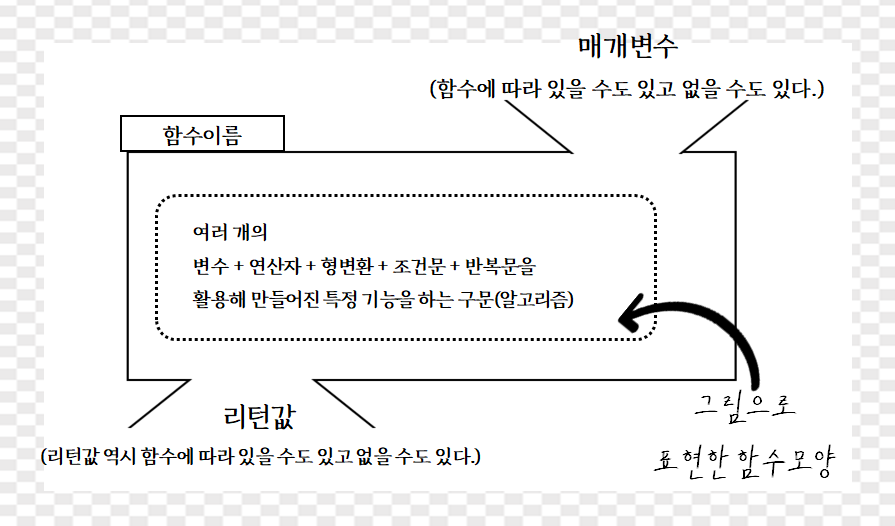 매개변수
(함수에 따라 있을 수도 있고 없을 수도 있다.)
함수이름
여러 개의
변수 + 연산자 + 형변환 + 조건문 + 반복문을
활용해 만들어진 특정 기능을 하는 구문(알고리즘)
리턴값
(리턴값 역시 함수에 따라 있을 수도 있고 없을 수도 있다.)
그림으로
표현한 함수모양